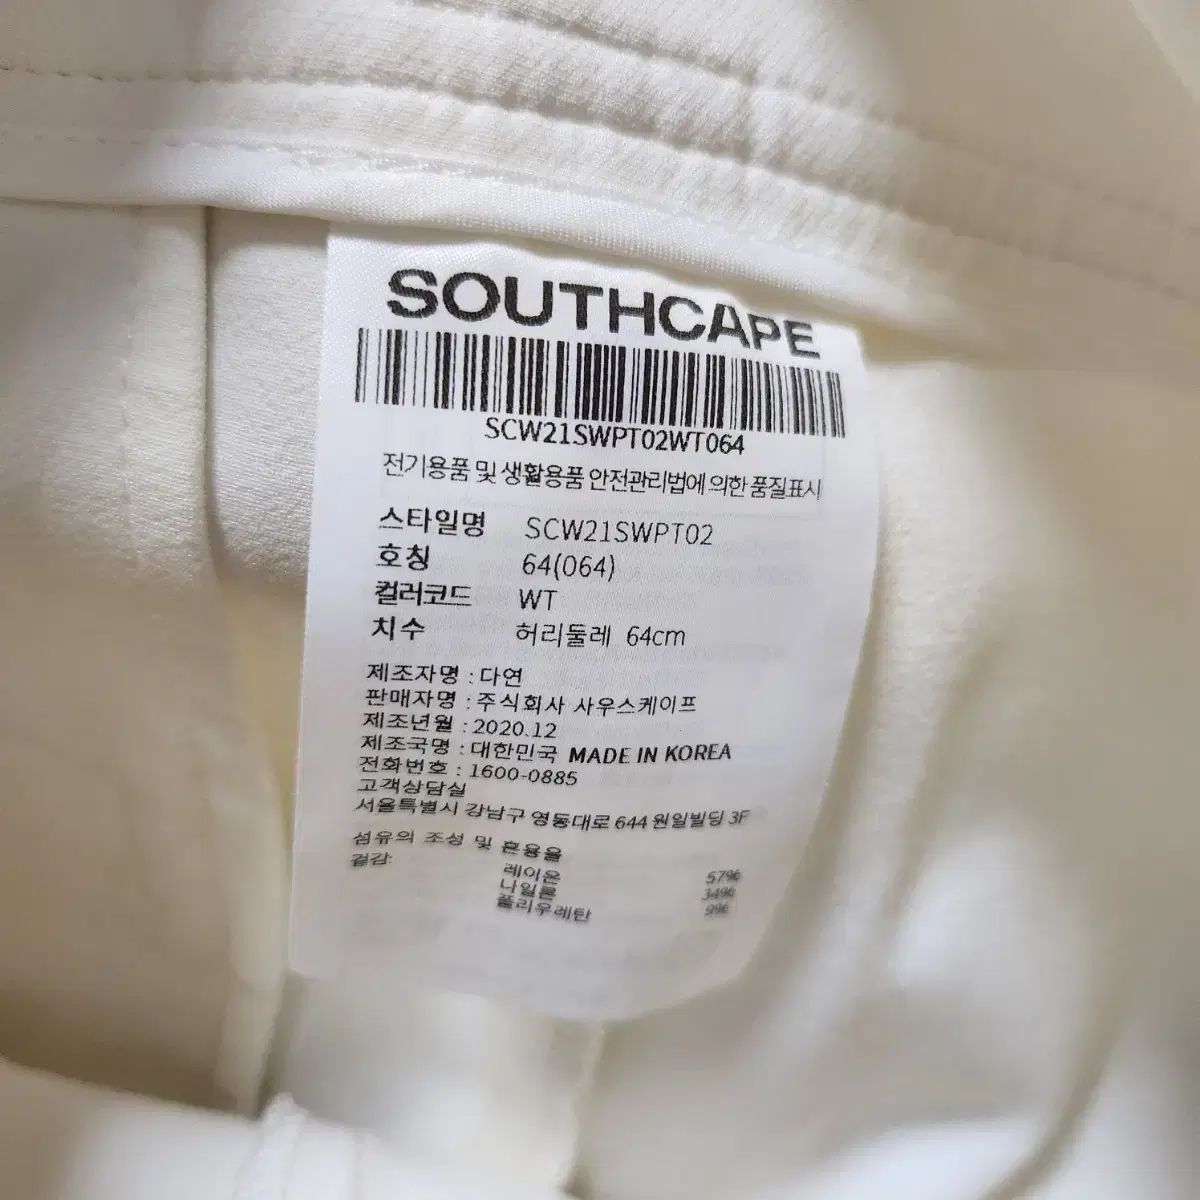 SOUTHCAPE
SCW21SWPT02WT064
전기용품 및 생활용품 안전관리법에 의한 품질표시
스타일명 SCW21SWPT02
호칭 64(064)
컬러코드 WT
치수 허리둘레 64cm
제조자명 : 다연
판매자명 : 주식회사 사우스케이프
제조년월 : 2020.12
제조국명 : 대한민국 MADE IN KOREA
전화번호 : 1600-0885
고객상담실
서울특별시 강남구 영동대로 644 원일빌딩 3F
섬유의 조성 및 혼용율
겉감:
레이온 57%
나일론 34%
폴리우레탄 9%